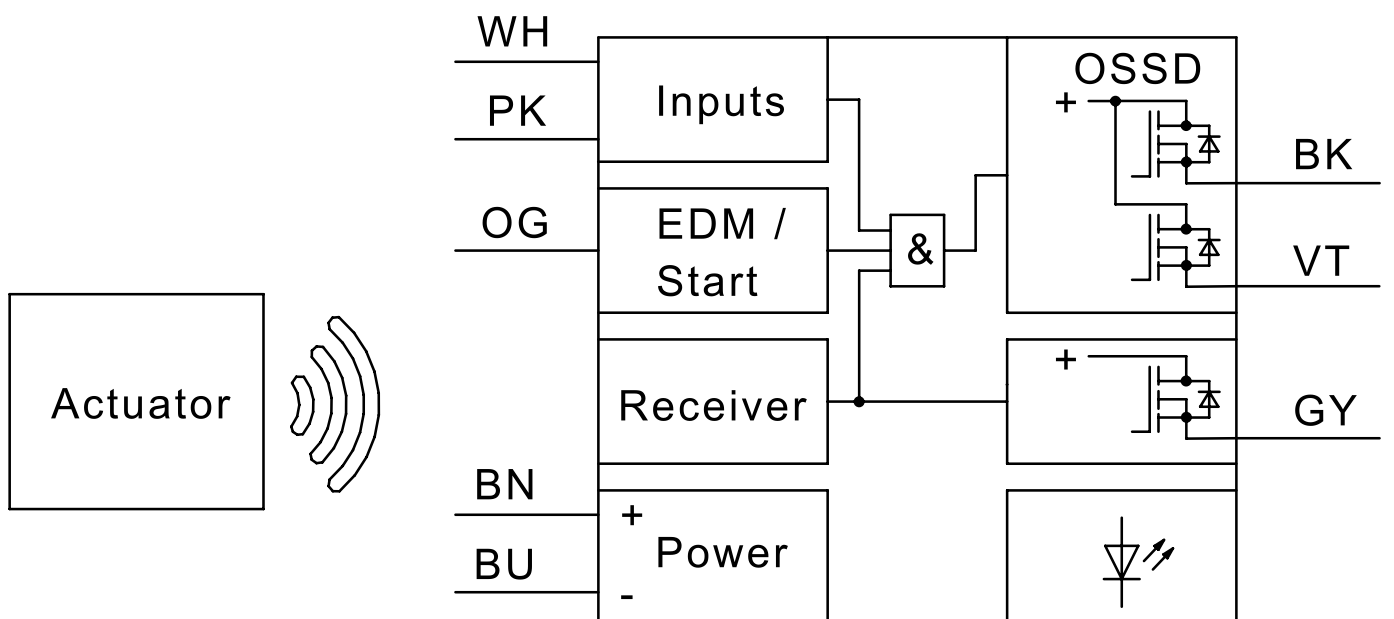 WH
PK
Inputs
OSSD
+
BK
OG
EDM /
Start
&
VT
Actuator
Receiver
+
GY
BN
BU
+
Power
-